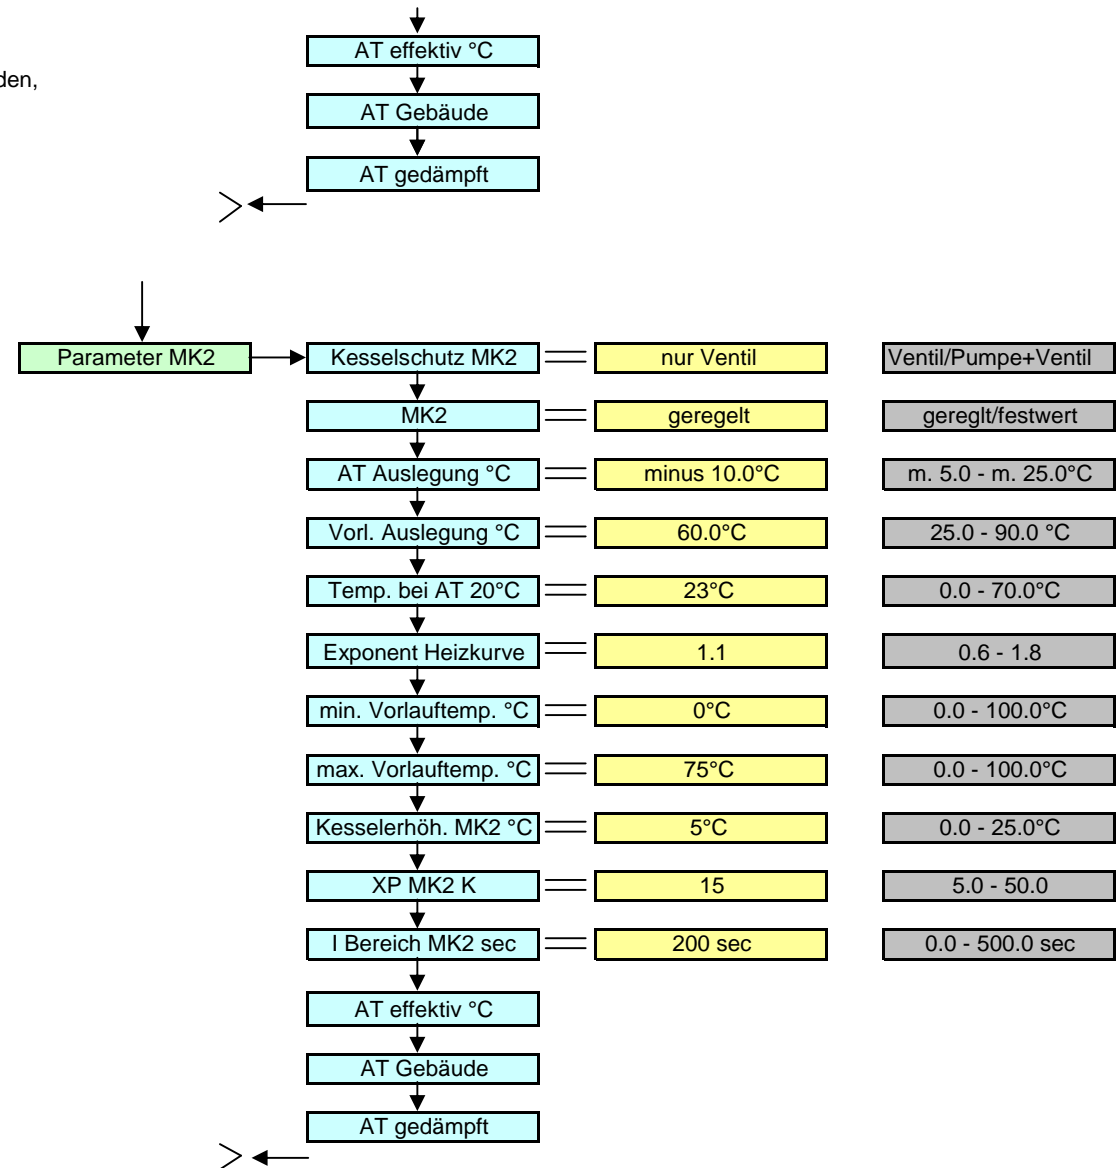 AT effektiv °C
den,
AT Gebäude
AT gedämpft
Parameter MK2 Kesselschutz MK2 nur Ventil Ventil/Pumpe+Ventil
MK2 geregelt gereglt/festwert
AT Auslegung °C minus 10.0°C m. 5.0 - m. 25.0°C
Vorl. Auslegung °C 60.0°C 25.0 - 90.0 °C
Temp. bei AT 20°C 23°C 0.0 - 70.0°C
Exponent Heizkurve 1.1 0.6 - 1.8
min. Vorlauftemp. °C 0°C 0.0 - 100.0°C
max. Vorlauftemp. °C 75°C 0.0 - 100.0°C
Kesselerhöh. MK2 °C 5°C 0.0 - 25.0°C
XP MK2 K 15 5.0 - 50.0
I Bereich MK2 sec 200 sec 0.0 - 500.0 sec
AT effektiv °C
AT Gebäude
AT gedämpft